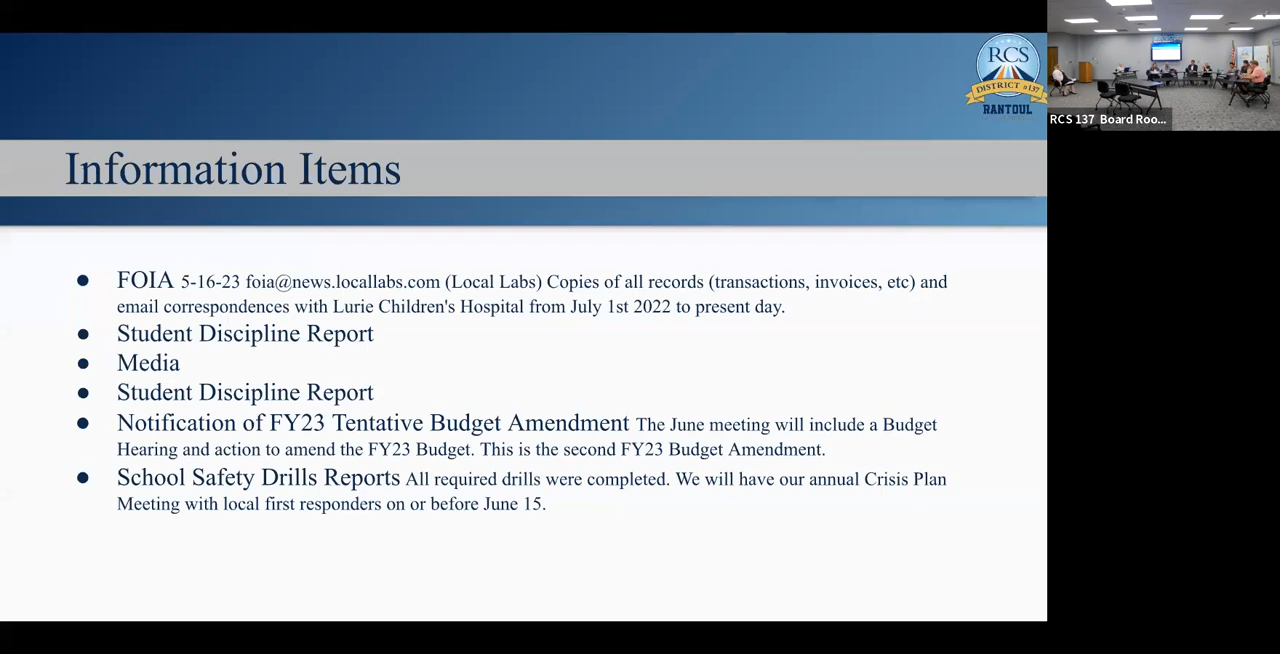 RCS
DISTRICT #137
RANTOUL
RCS 137 Board Roo...
Information Items
● FOIA 5-16-23 foia@news.locallabs.com (Local Labs) Copies of all records (transactions, invoices, etc) and
email correspondences with Lurie Children's Hospital from July 1st 2022 to present day.
● Student Discipline Report
● Media
● Student Discipline Report
● Notification of FY23 Tentative Budget Amendment The June meeting will include a Budget
Hearing and action to amend the FY23 Budget. This is the second FY23 Budget Amendment.
● School Safety Drills Reports All required drills were completed. We will have our annual Crisis Plan
Meeting with local first responders on or before June 15.